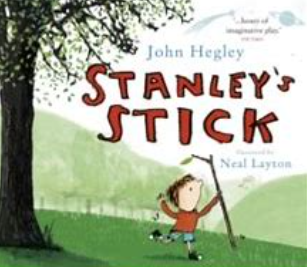 '...hours of
imaginative play.'
John Hegley
STANLEY'S
STICK
Illustrated by
Neal Layton